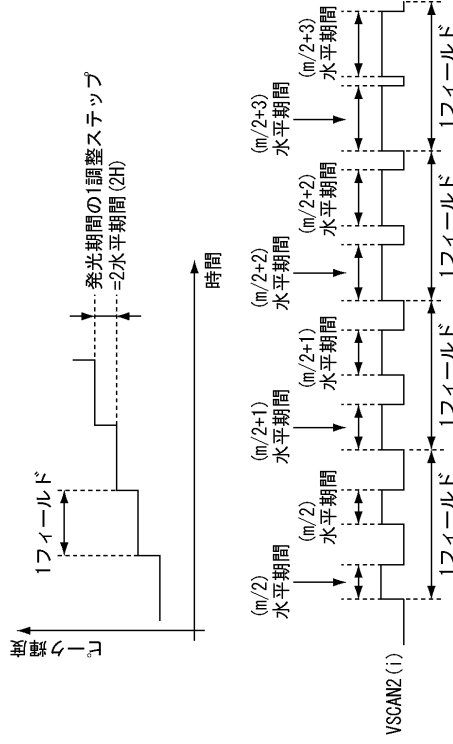 ピーク輝度
1フィールド
発光期間の1調整ステップ
=2水平期間(2H)
時間
VSCAN2(i)
(m/2)
水平期間
(m/2)
水平期間
(m/2+1)
水平期間
(m/2+1)
水平期間
(m/2+2)
水平期間
(m/2+2)
水平期間
(m/2+3)
水平期間
(m/2+3)
水平期間
1フィールド
1フィールド
1フィールド
1フィールド